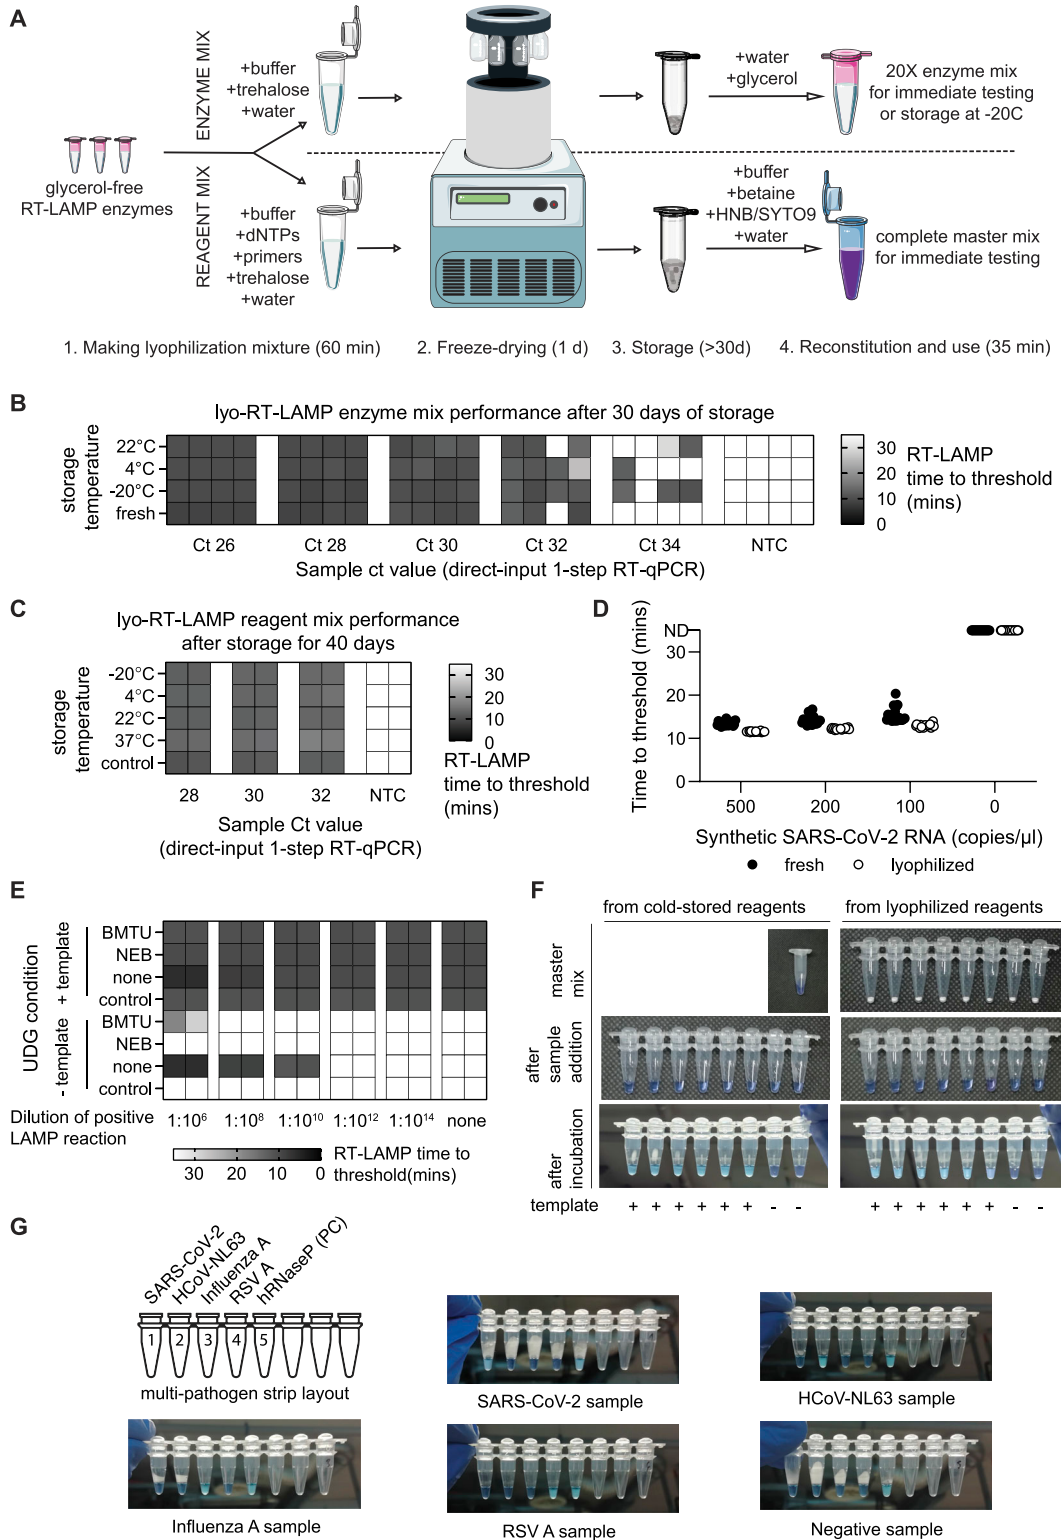 A
ENZYME MIX
+buffer
+trehalose
+water
+water
+glycerol
20X enzyme mix
for immediate testing
or storage at -20C
glycerol-free
RT-LAMP enzymes
REAGENT MIX
+buffer
+dNTPs
+primers
+trehalose
+water
+buffer
+betaine
+HNB/SYTO9
+water
complete master mix
for immediate testing
1. Making lyophilization mixture (60 min)
2. Freeze-drying (1 d)
3. Storage (>30d)
4. Reconstitution and use (35 min)
B
lyo-RT-LAMP enzyme mix performance after 30 days of storage
storage
temperature
22°C
4°C
-20°C
fresh
Ct 26
Ct 28
Ct 30
Ct 32
Ct 34
NTC
Sample ct value (direct-input 1-step RT-qPCR)
30
20
10
0
RT-LAMP
time to threshold
(mins)
C
lyo-RT-LAMP reagent mix performance
after storage for 40 days
storage
temperature
-20°C
4°C
22°C
37°C
control
28
30
32
NTC
Sample Ct value
(direct-input 1-step RT-qPCR)
30
20
10
0
RT-LAMP
time to threshold
(mins)
D
Time to threshold (mins)
ND
30
20
10
0
500
200
100
0
Synthetic SARS-CoV-2 RNA (copies/µl)
fresh
lyophilized
E
UDG condition
+ template
- template
BMTU
NEB
none
control
BMTU
NEB
none
control
Dilution of positive
LAMP reaction
1:10⁶
1:10⁸
1:10¹⁰
1:10¹²
1:10¹⁴
none
30
20
10
0
RT-LAMP time to
threshold(mins)
F
from cold-stored reagents
from lyophilized reagents
master
mix
after
sample
addition
after
incubation
template
+ + + + + + - -
+ + + + + + - -
G
SARS-CoV-2
HCoV-NL63
Influenza A
RSV A
hRNaseP (PC)
1 2 3 4 5
multi-pathogen strip layout
SARS-CoV-2 sample
HCoV-NL63 sample
Influenza A sample
RSV A sample
Negative sample